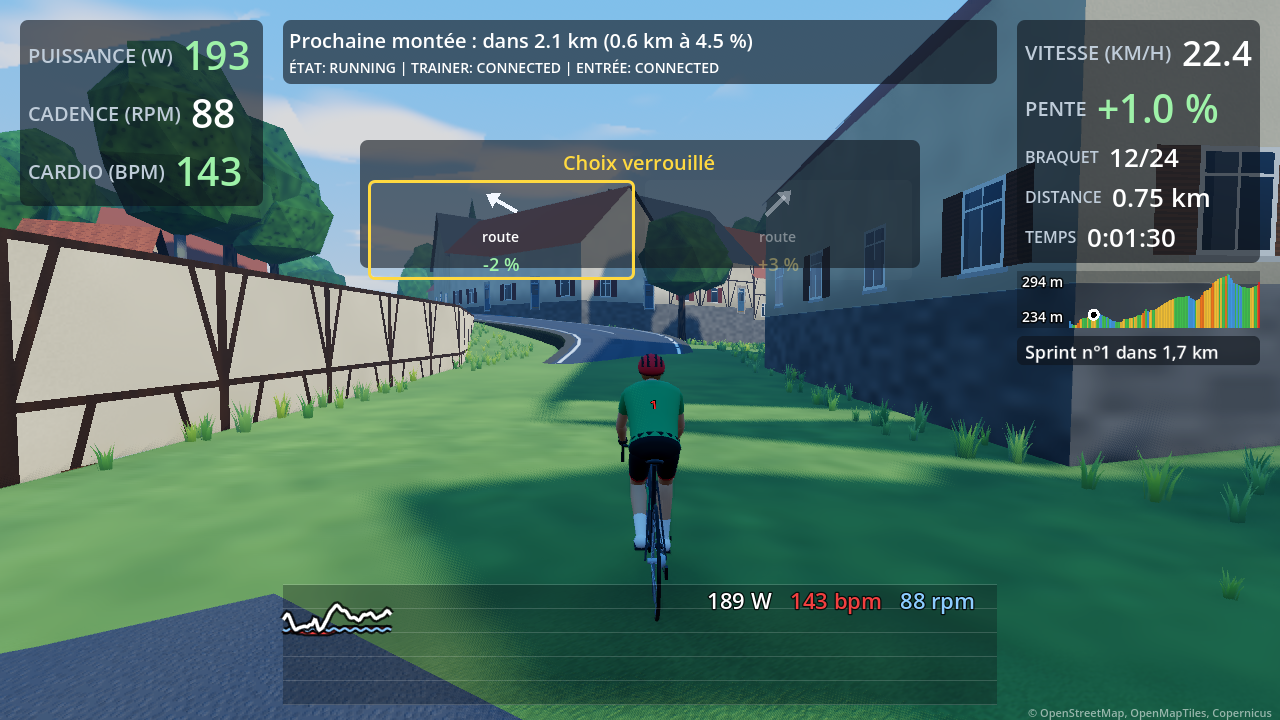 PUISSANCE (W) 193
CADENCE (RPM) 88
CARDIO (BPM) 143
Prochaine montée : dans 2.1 km (0.6 km à 4.5 %)
ÉTAT: RUNNING | TRAINER: CONNECTED | ENTRÉE: CONNECTED
Choix verrouillé
route
-2 %
route
+3 %
VITESSE (KM/H) 22.4
PENTE +1.0 %
BRAQUET 12/24
DISTANCE 0.75 km
TEMPS 0:01:30
294 m
234 m
Sprint n°1 dans 1,7 km
1
189 W 143 bpm 88 rpm
© OpenStreetMap, OpenMapTiles, Copernicus